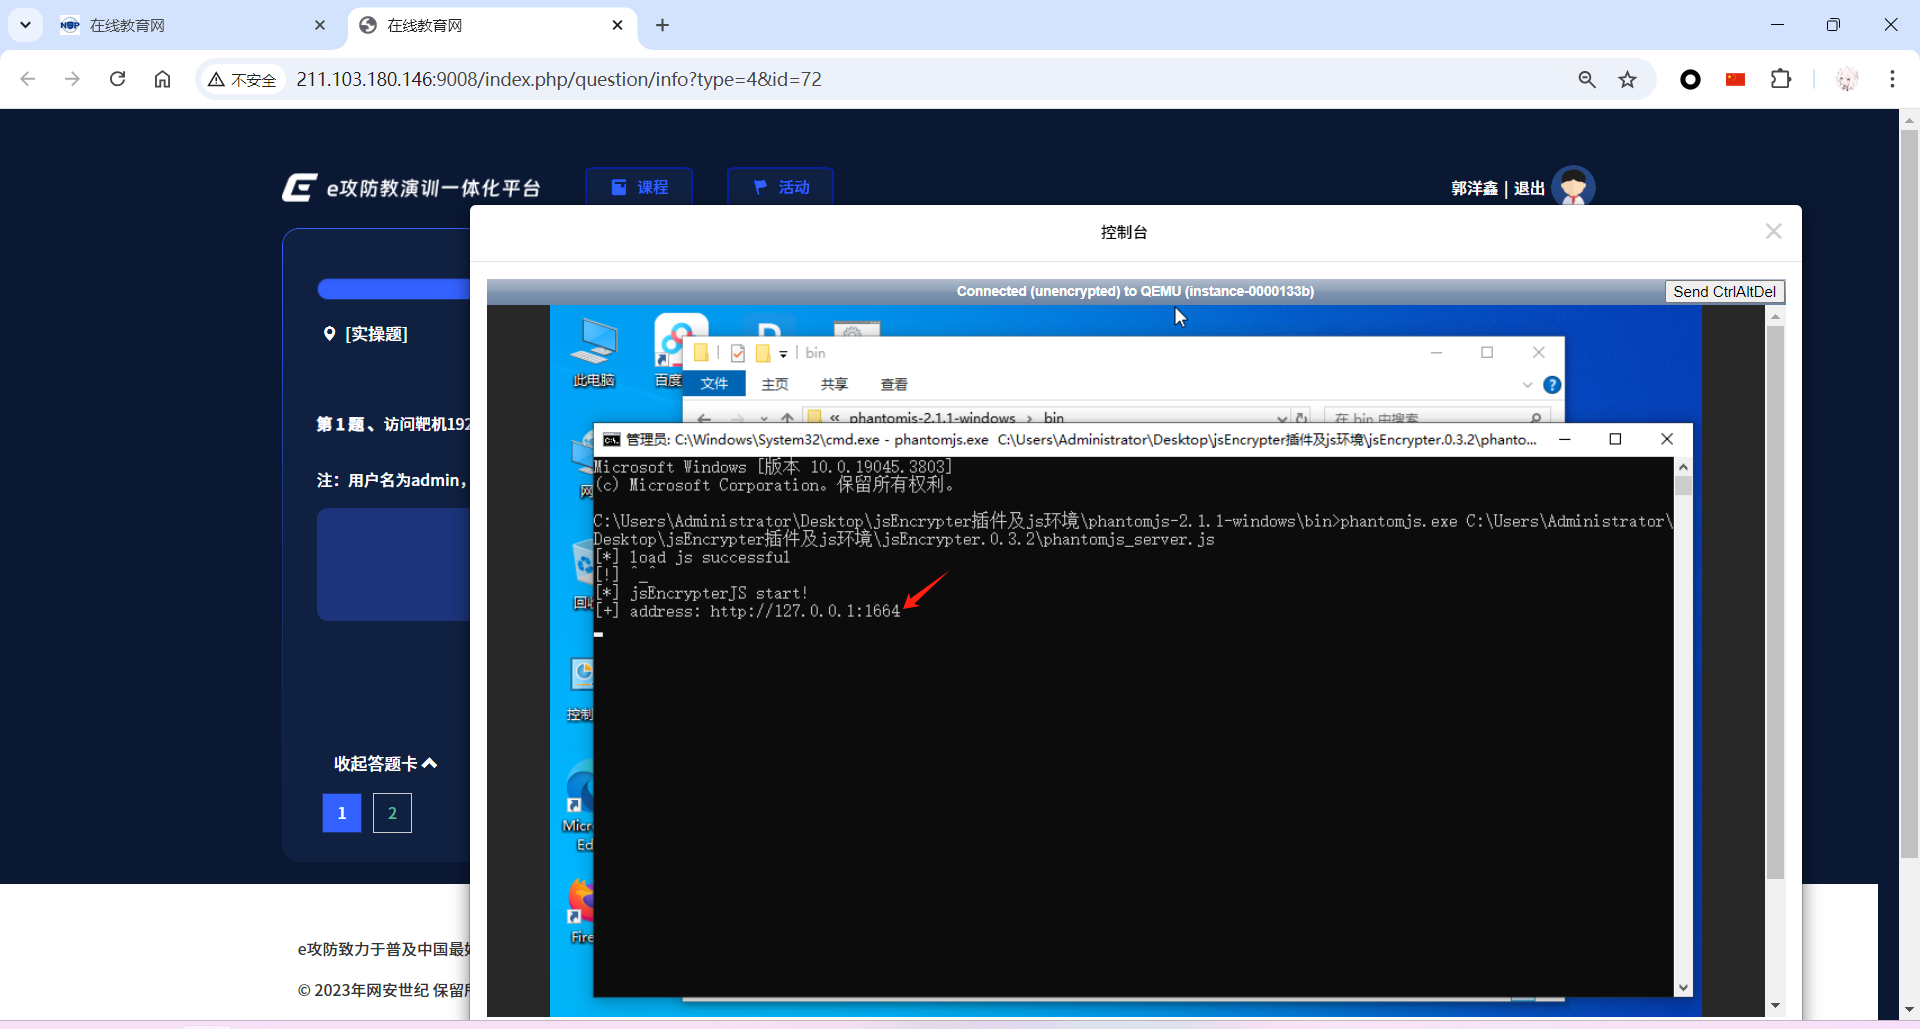 在线教育网
在线教育网
不安全
211.103.180.146:9008/index.php/question/info?type=4&id=72
e攻防教演训一体化平台
课程
活动
郭洋鑫 | 退出
控制台
[实操题]
Connected (unencrypted) to QEMU (instance-0000133b)
Send CtrlAltDel
此电脑
百度
bin
文件
主页
共享
查看
« phantomjs-2.1.1-windows › bin
在 bin 中搜索
第1题、访问靶机192
注：用户名为admin，
管理员: C:\Windows\System32\cmd.exe - phantomjs.exe  C:\Users\Administrator\Desktop\jsEncrypter插件及js环境\jsEncrypter.0.3.2\phanto...
Microsoft Windows [版本 10.0.19045.3803]
(c) Microsoft Corporation。保留所有权利。
C:\Users\Administrator\Desktop\jsEncrypter插件及js环境\phantomjs-2.1.1-windows\bin>phantomjs.exe C:\Users\Administrator\
Desktop\jsEncrypter插件及js环境\jsEncrypter.0.3.2\phantomjs_server.js
[*] load js successful
[!] ^_^
[*] jsEncrypterJS start!
[+] address: http://127.0.0.1:1664
网
回收
控制
Micr
Ed
Fire
收起答题卡
1
2
e攻防致力于普及中国最
© 2023年网安世纪 保留